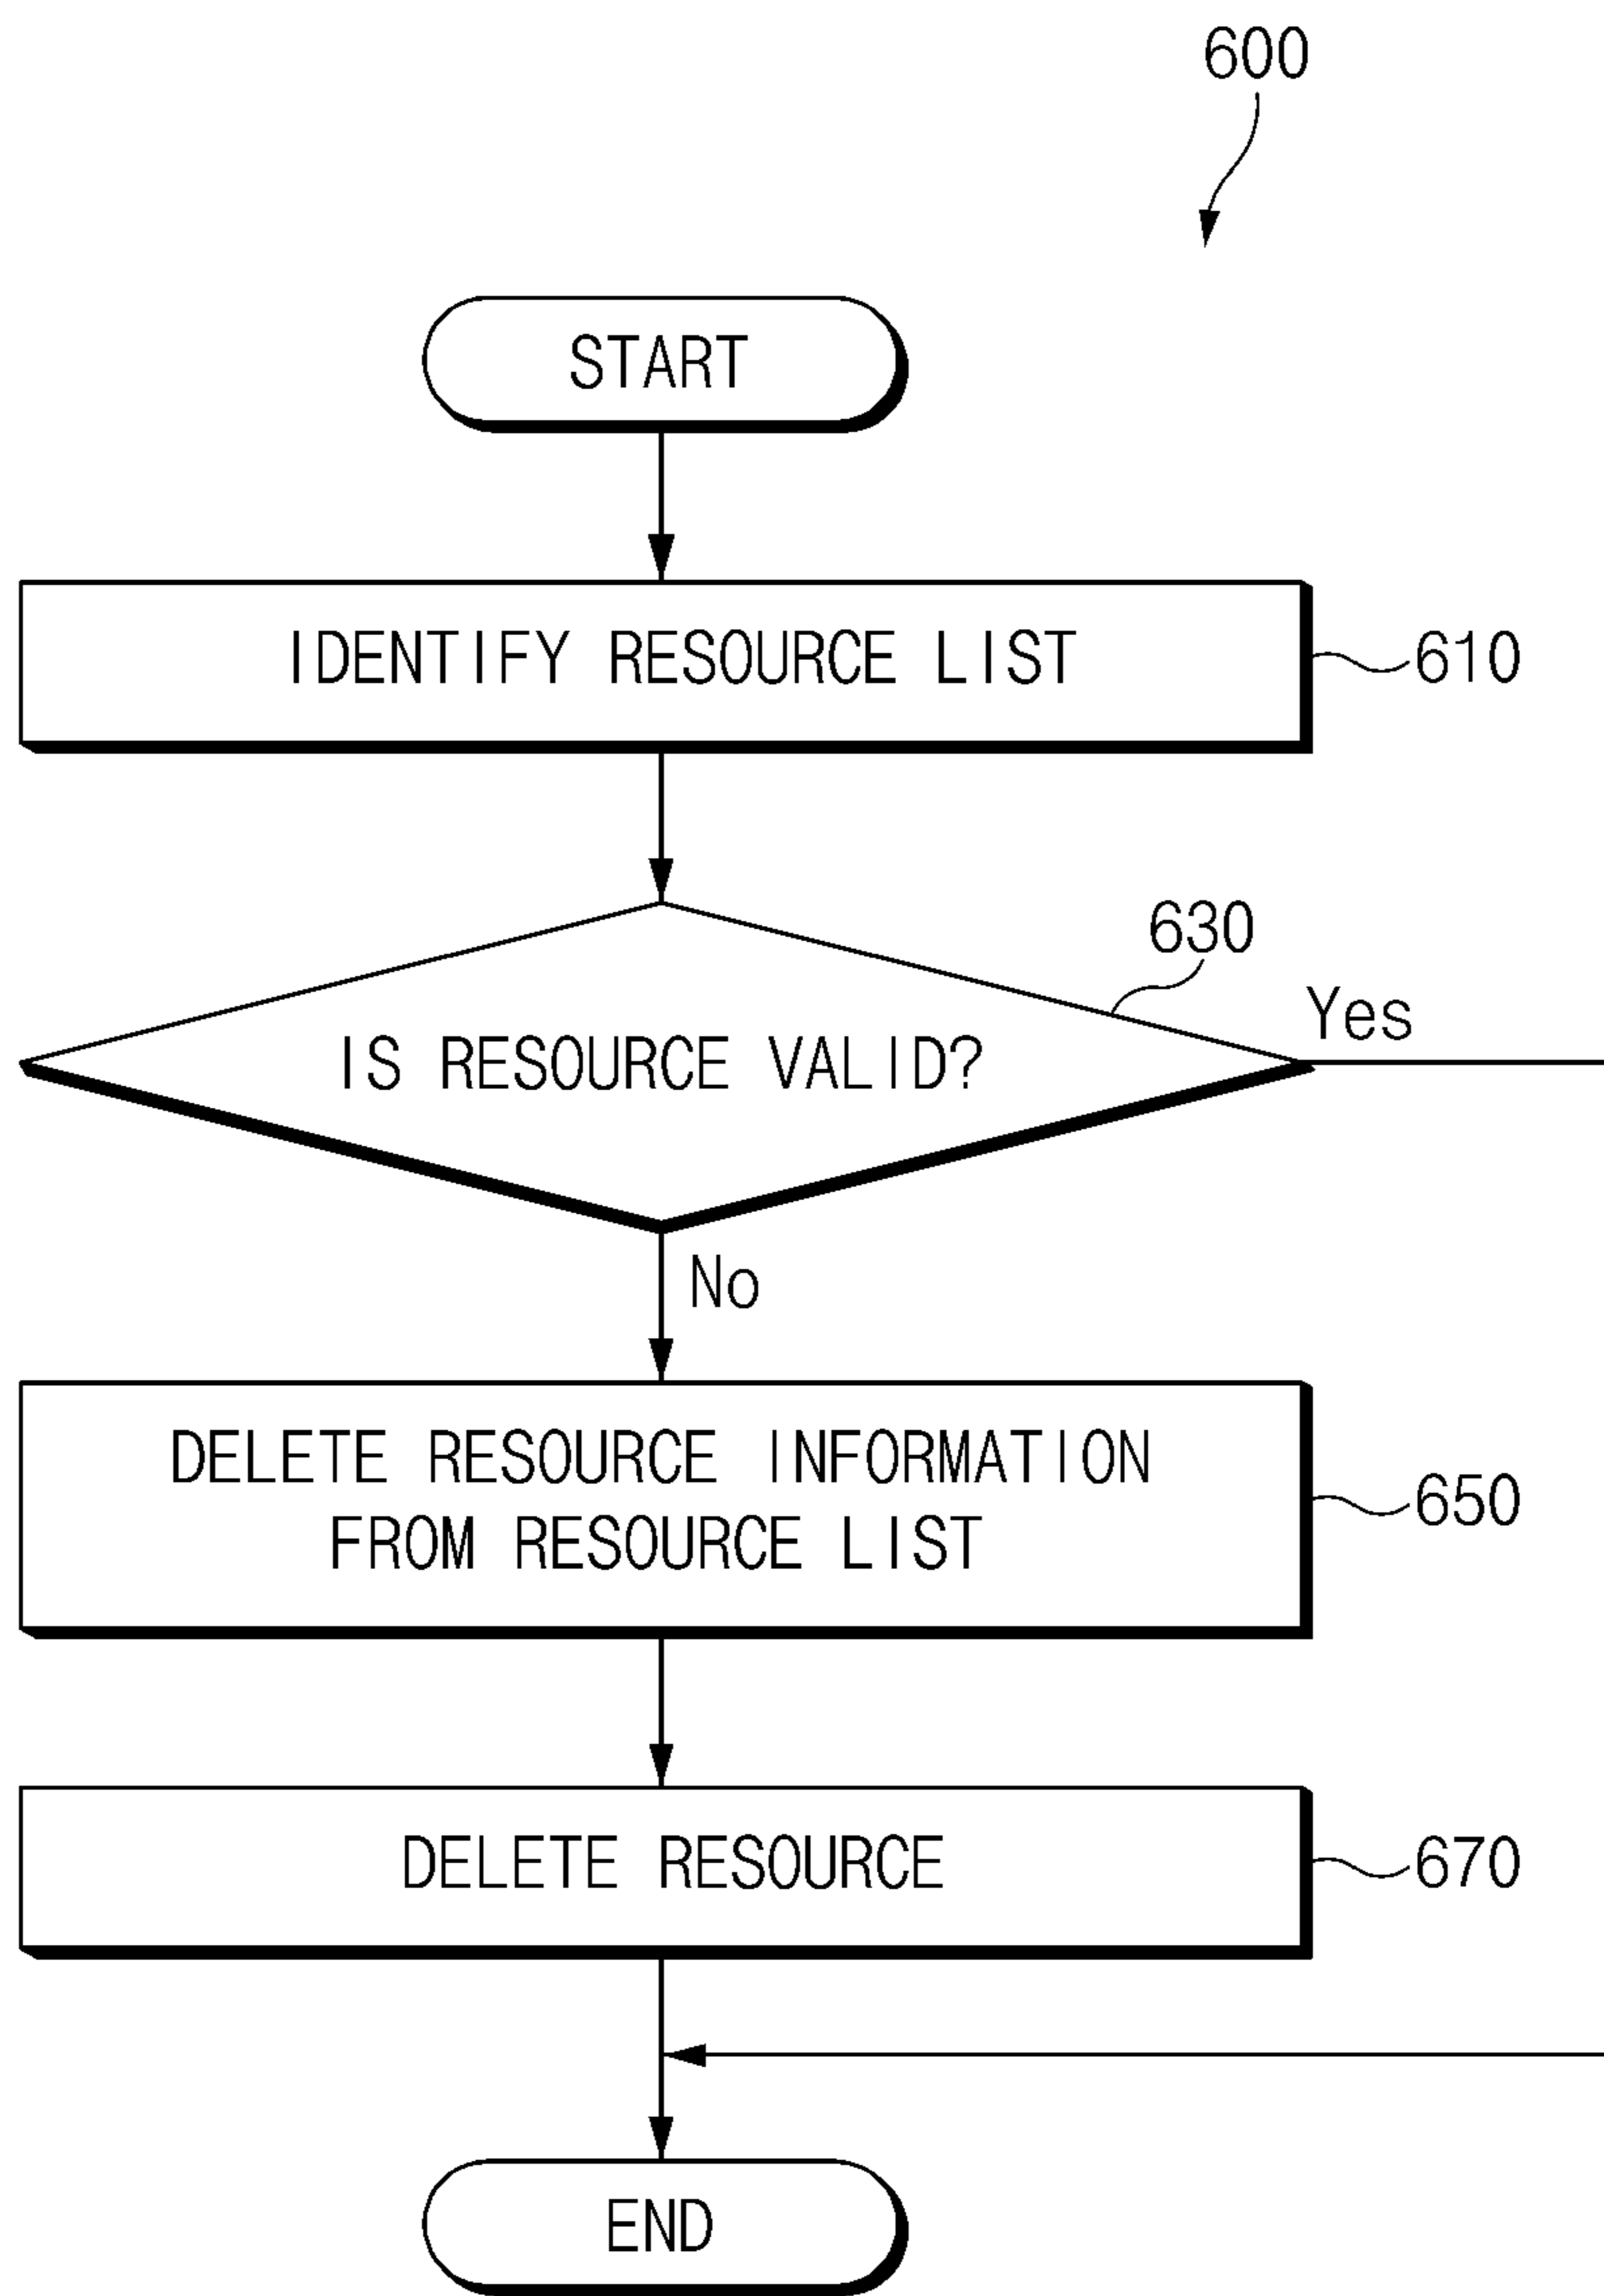 600
START
IDENTIFY RESOURCE LIST
610
630
Yes
IS RESOURCE VALID?
No
DELETE RESOURCE INFORMATION
FROM RESOURCE LIST
650
DELETE RESOURCE
670
END